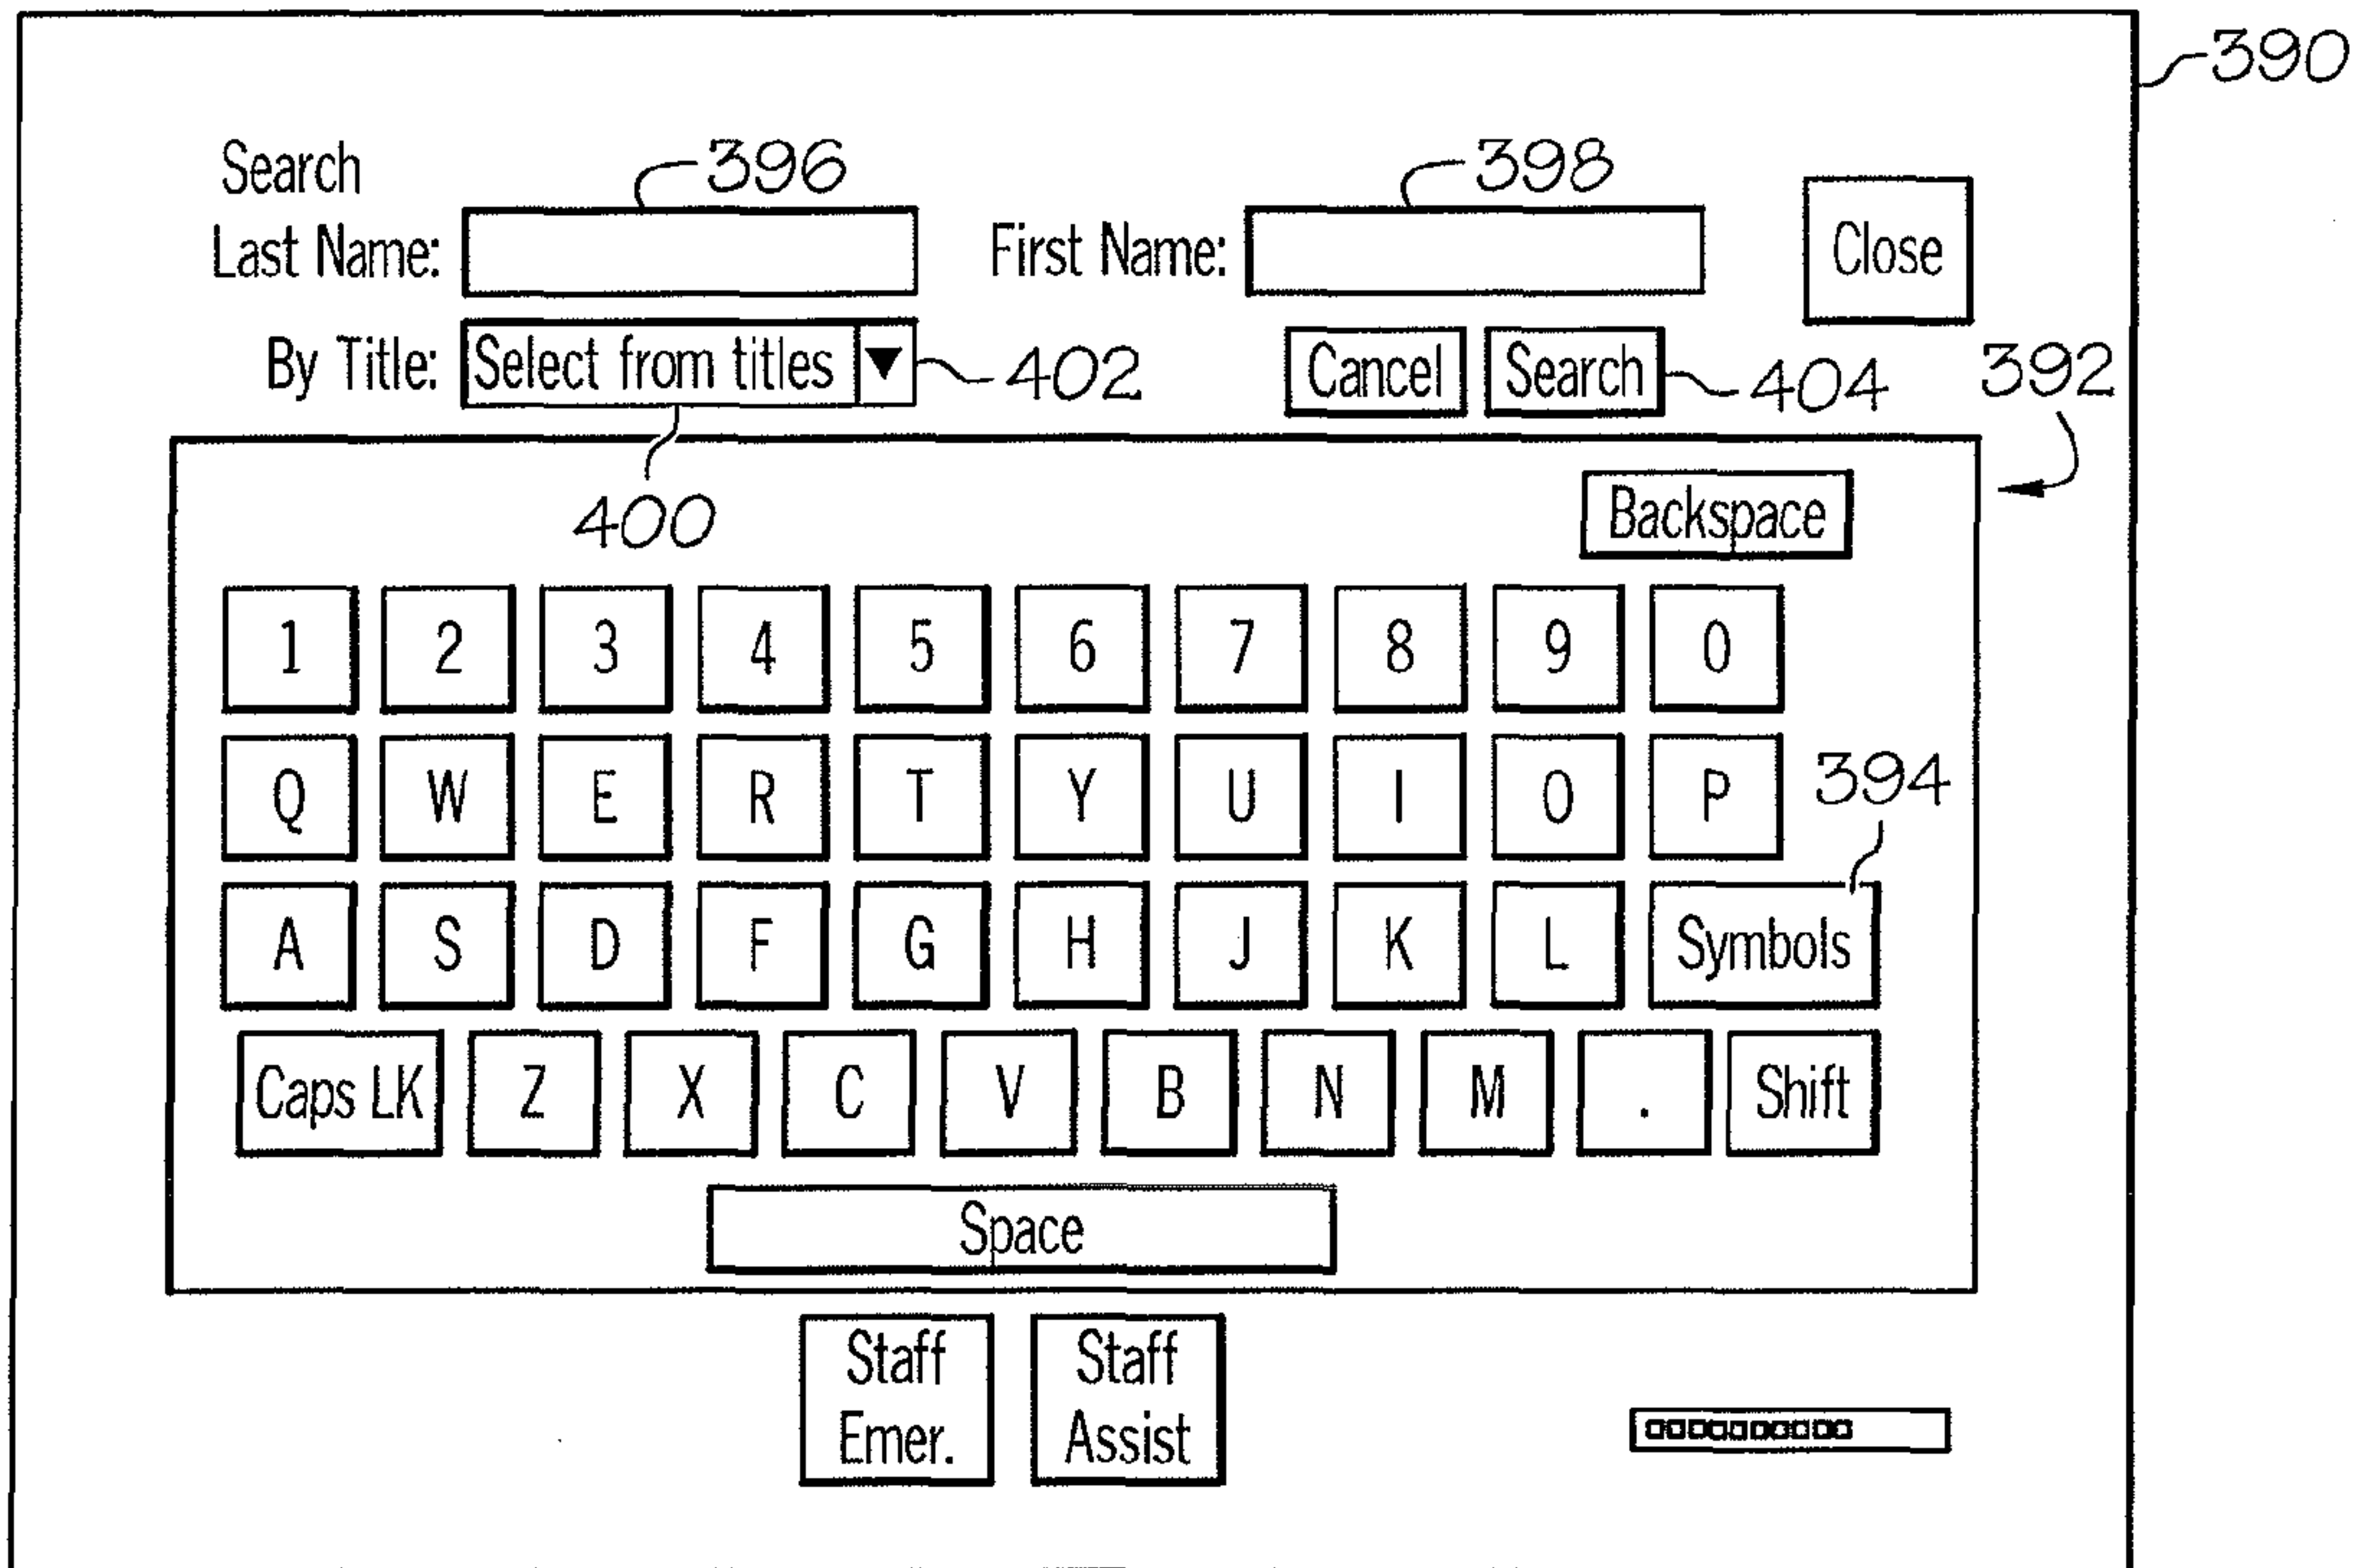 390
Search 396 398
Last Name: First Name: Close
By Title: Select from titles 402 Cancel Search 404 392
400 Backspace
1 2 3 4 5 6 7 8 9 0
Q W E R T Y U I O P 394
A S D F G H J K L Symbols
Caps LK Z X C V B N M . Shift
Space
Staff Staff
Emer. Assist